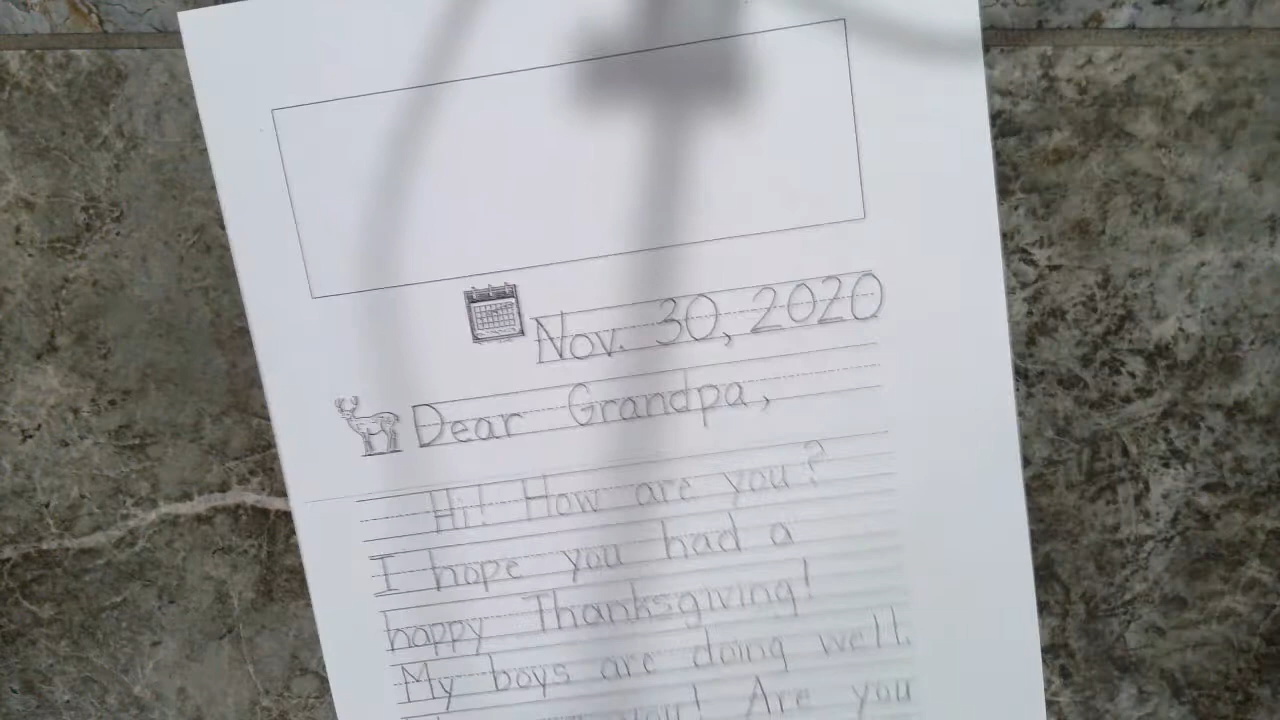 Nov. 30, 2020
Dear Grandpa,
Hi! How are you?
I hope you had a
happy Thanksgiving!
My boys are doing well.
you! Are you